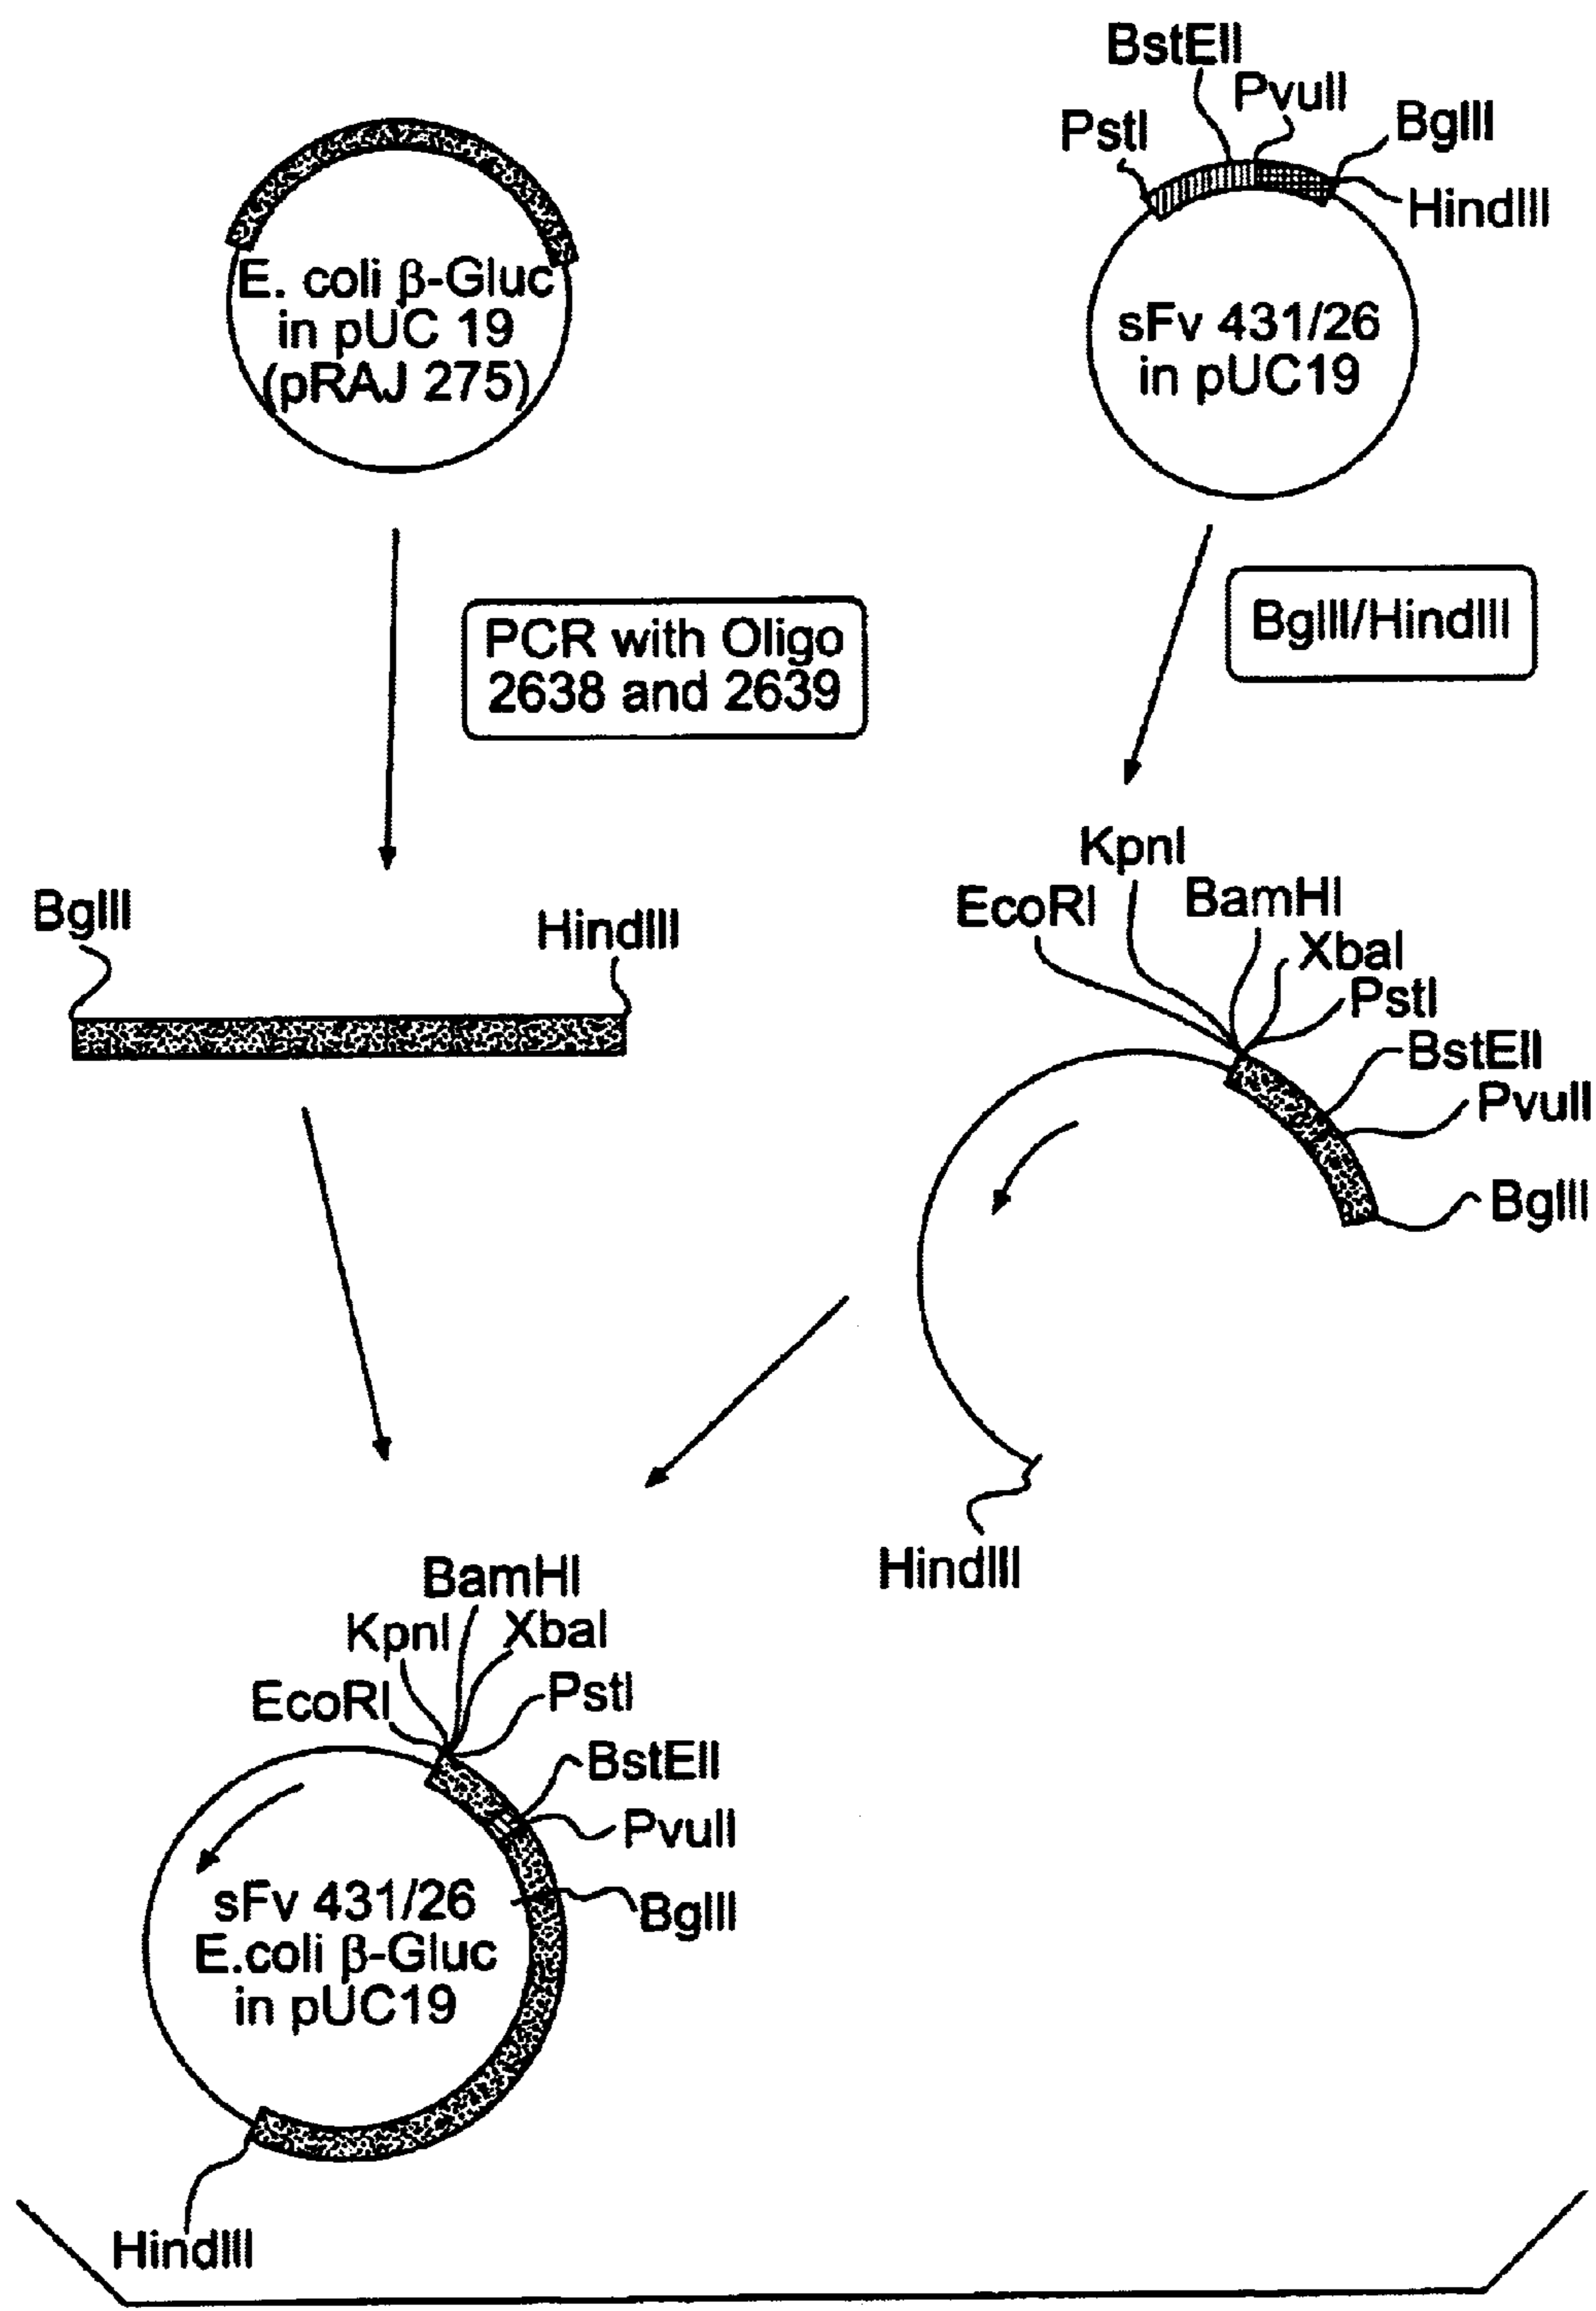 BstEII
PvuII
PstI
BglII
HindIII
E. coli β-Gluc
in pUC 19
(pRAJ 275)
sFv 431/26
in pUC19
PCR with Oligo
2638 and 2639
BglII/HindIII
BglII
HindIII
KpnI
EcoRI
BamHI
XbaI
PstI
BstEII
PvuII
BglII
HindIII
BamHI
KpnI
XbaI
EcoRI
PstI
BstEII
PvuII
BglII
sFv 431/26
E.coli β-Gluc
in pUC19
HindIII